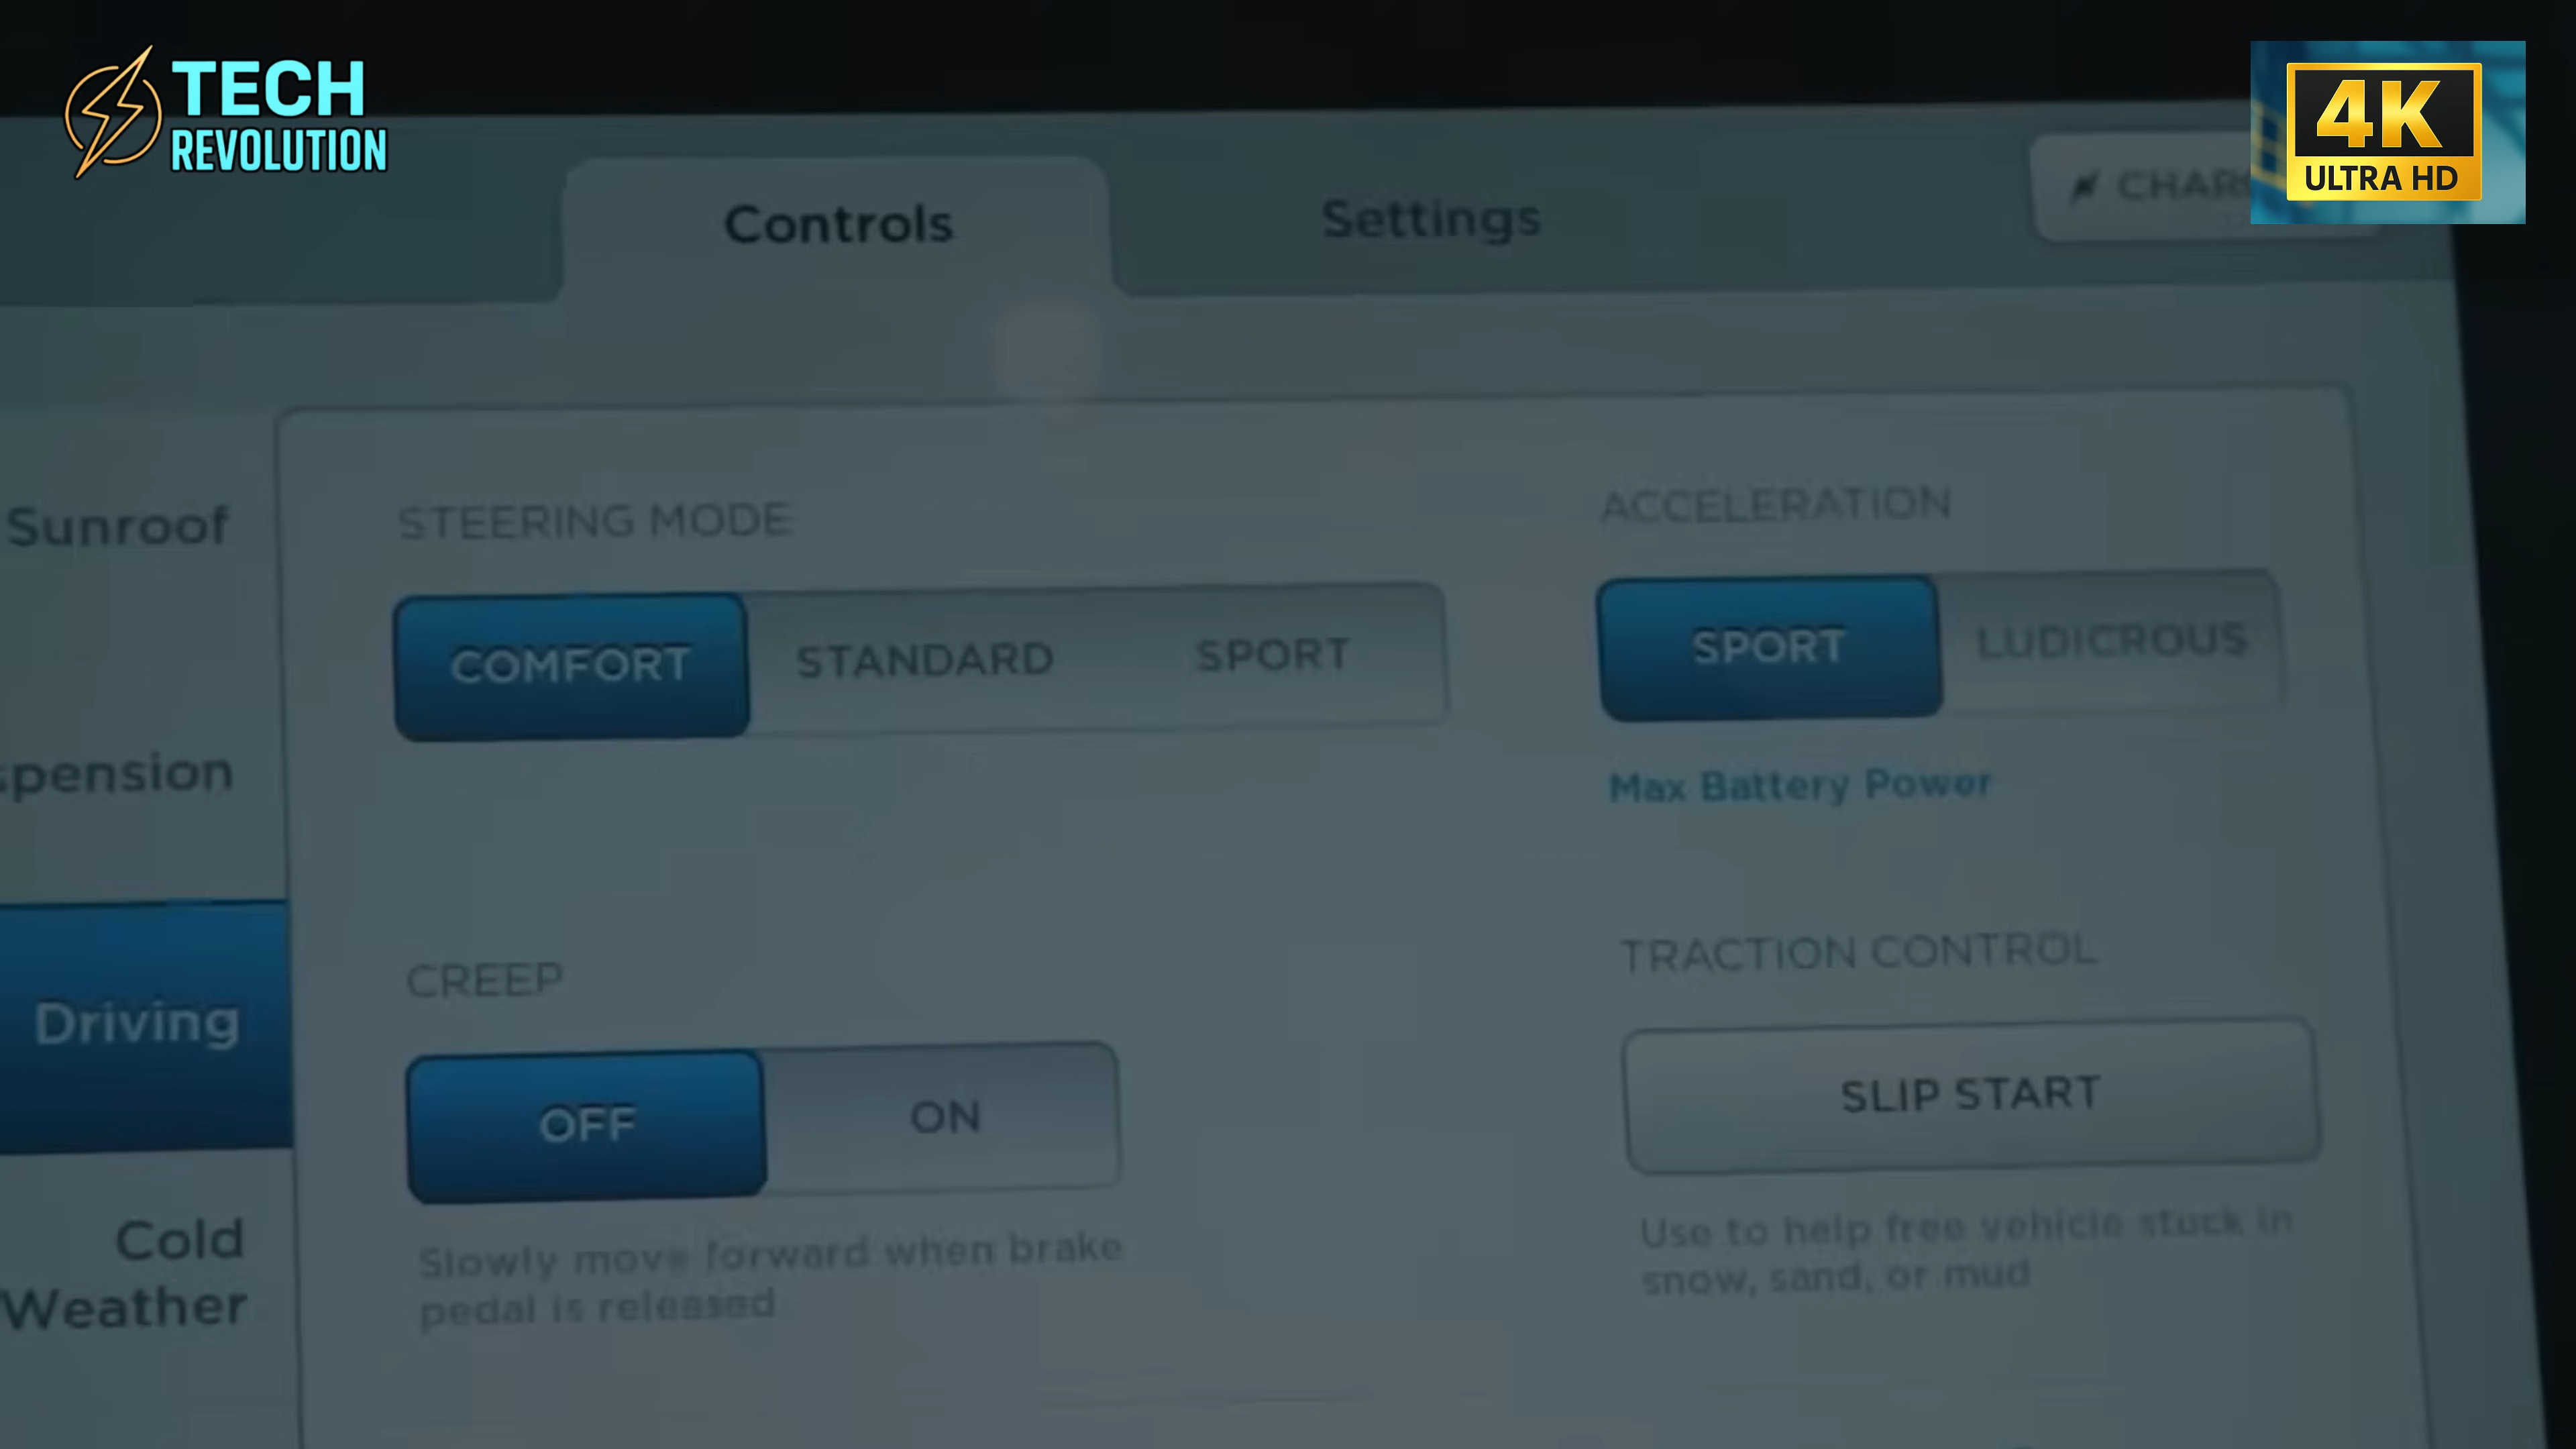 TECH
REVOLUTION
4K
ULTRA HD
Controls
Settings
Sunroof
Driving
Cold
Weather
STEERING MODE
COMFORT STANDARD SPORT
ACCELERATION
SPORT LUDICROUS
Max Battery Power
CREEP
OFF ON
Slowly move forward when brake
pedal is released
TRACTION CONTROL
SLIP START
Use to help free vehicle stuck in
snow, sand, or mud